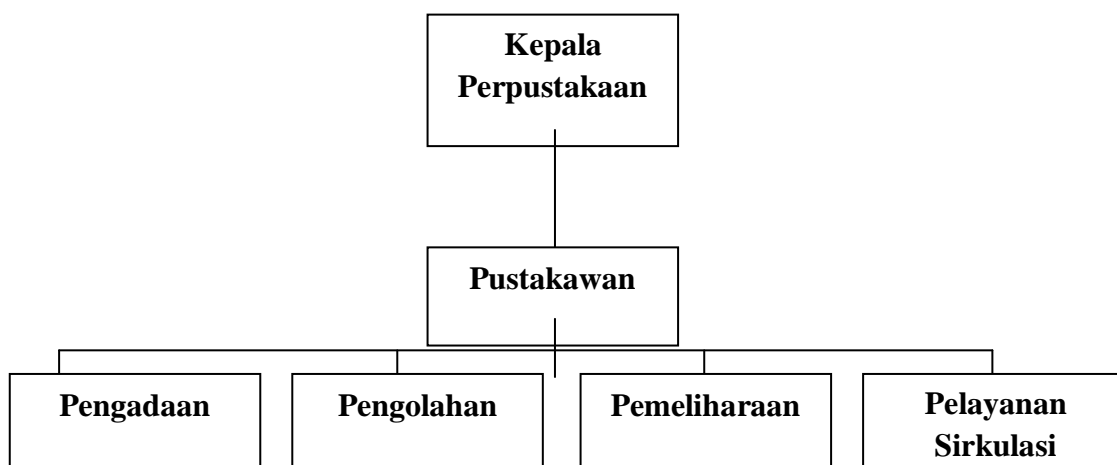 Kepala
Perpustakaan
Pustakawan
Pengadaan
Pengolahan
Pemeliharaan
Pelayanan
Sirkulasi